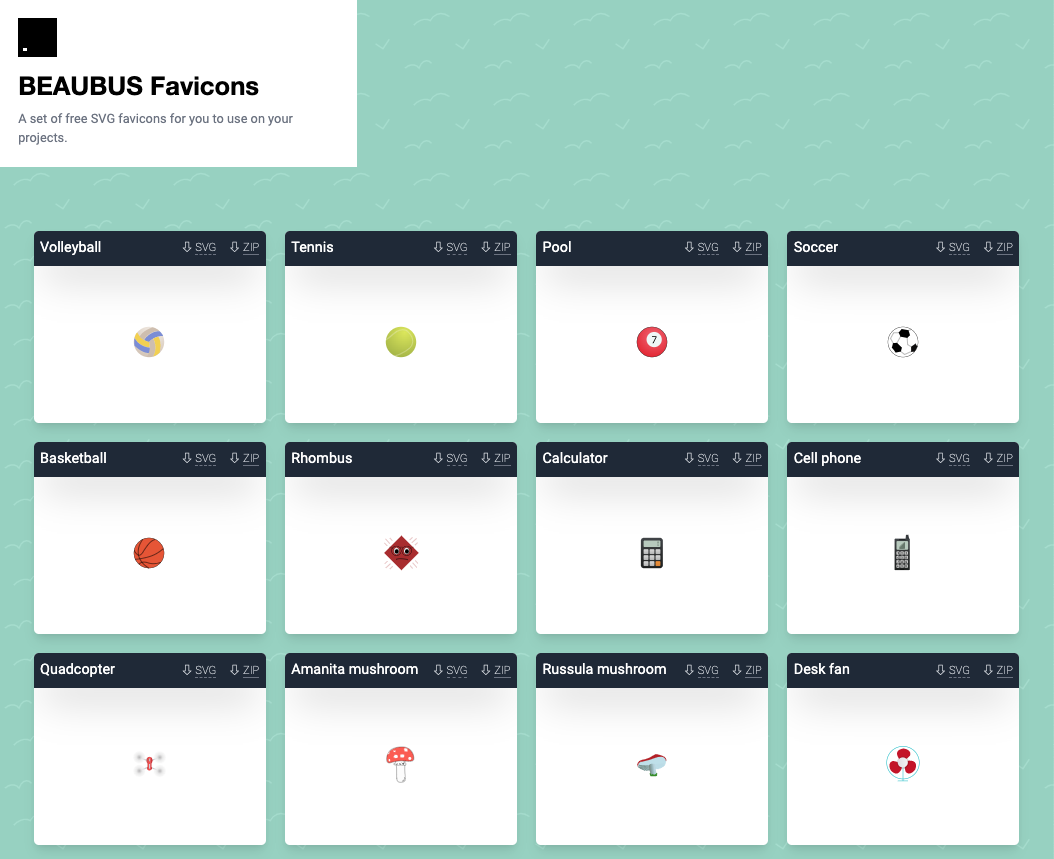 BEAUBUS Favicons
A set of free SVG favicons for you to use on your
projects.
Volleyball SVG ZIP
Tennis SVG ZIP
Pool SVG ZIP
Soccer SVG ZIP
7
Basketball SVG ZIP
Rhombus SVG ZIP
Calculator SVG ZIP
Cell phone SVG ZIP
Quadcopter SVG ZIP
Amanita mushroom SVG ZIP
Russula mushroom SVG ZIP
Desk fan SVG ZIP